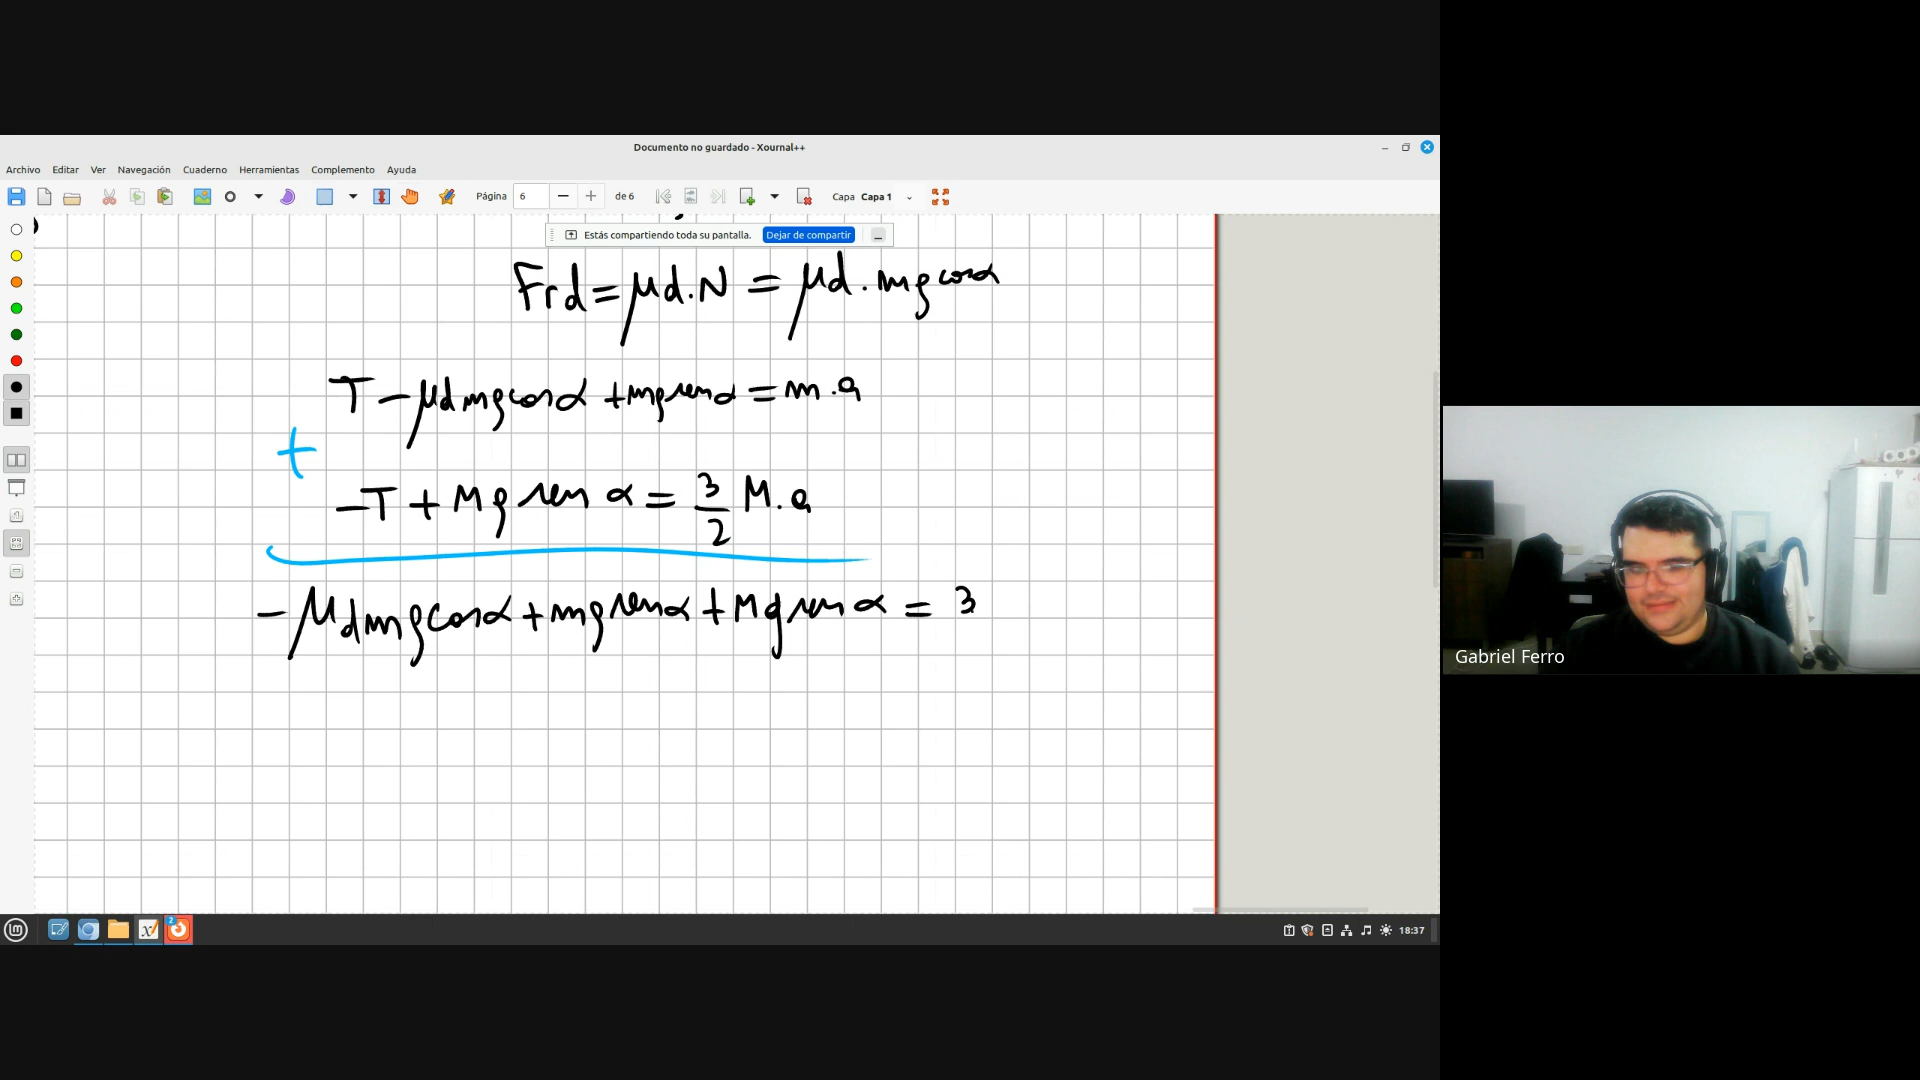 Documento no guardado - Xournal++
Archivo Editar Ver Navegación Cuaderno Herramientas Complemento Ayuda
Página 6 de 6 Capa Capa 1
Estás compartiendo toda su pantalla. Dejar de compartir
Frd = μd.N = μd.mg cosα
T - μd mg cosα + mg senα = m.a
+
-T + Mg sen α = 3/2 M.a
-μd mg cosα + mg senα + Mg sen α = 3
Gabriel Ferro
2
18:37